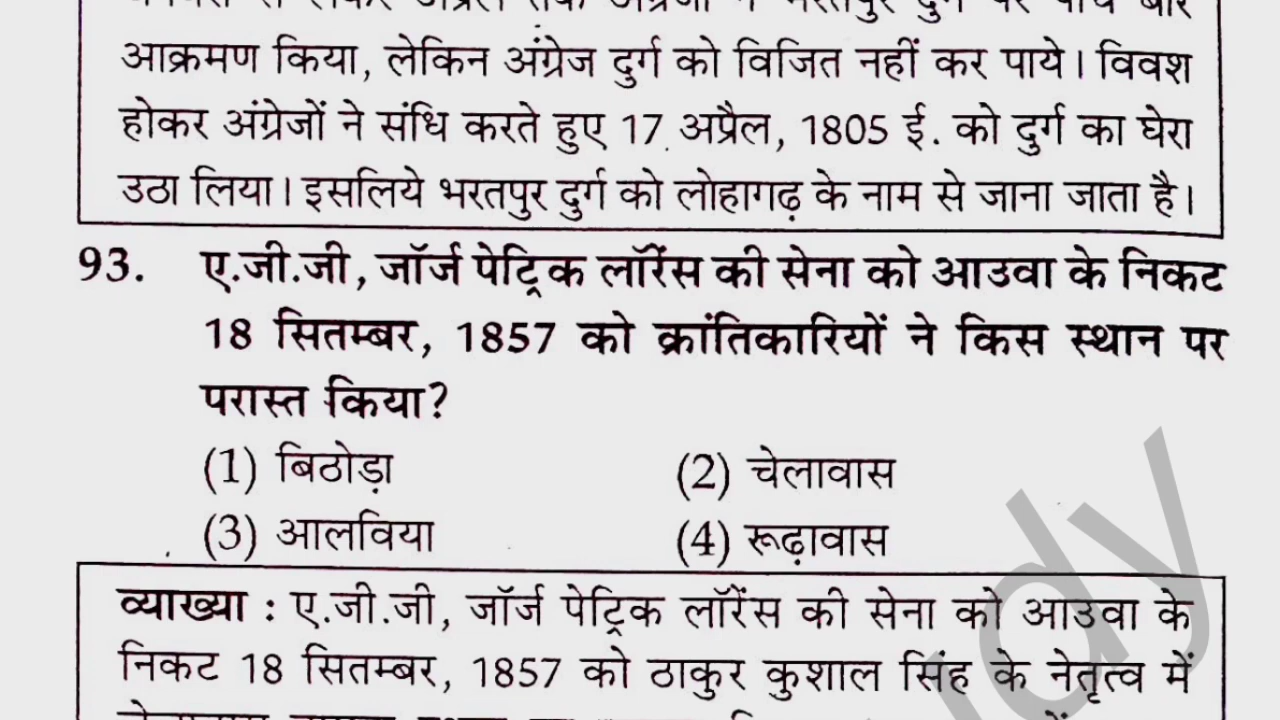 आक्रमण किया, लेकिन अंग्रेज दुर्ग को विजित नहीं कर पाये। विवश
होकर अंग्रेजों ने संधि करते हुए 17 अप्रैल, 1805 ई. को दुर्ग का घेरा
उठा लिया। इसलिये भरतपुर दुर्ग को लोहागढ़ के नाम से जाना जाता है।
93. ए.जी.जी, जॉर्ज पेट्रिक लॉरेंस की सेना को आउवा के निकट
18 सितम्बर, 1857 को क्रांतिकारियों ने किस स्थान पर
परास्त किया?
(1) बिठोड़ा (2) चेलावास
(3) आलविया (4) रूढ़ावास
व्याख्या : ए.जी.जी, जॉर्ज पेट्रिक लॉरेंस की सेना को आउवा के
निकट 18 सितम्बर, 1857 को ठाकुर कुशाल सिंह के नेतृत्व में